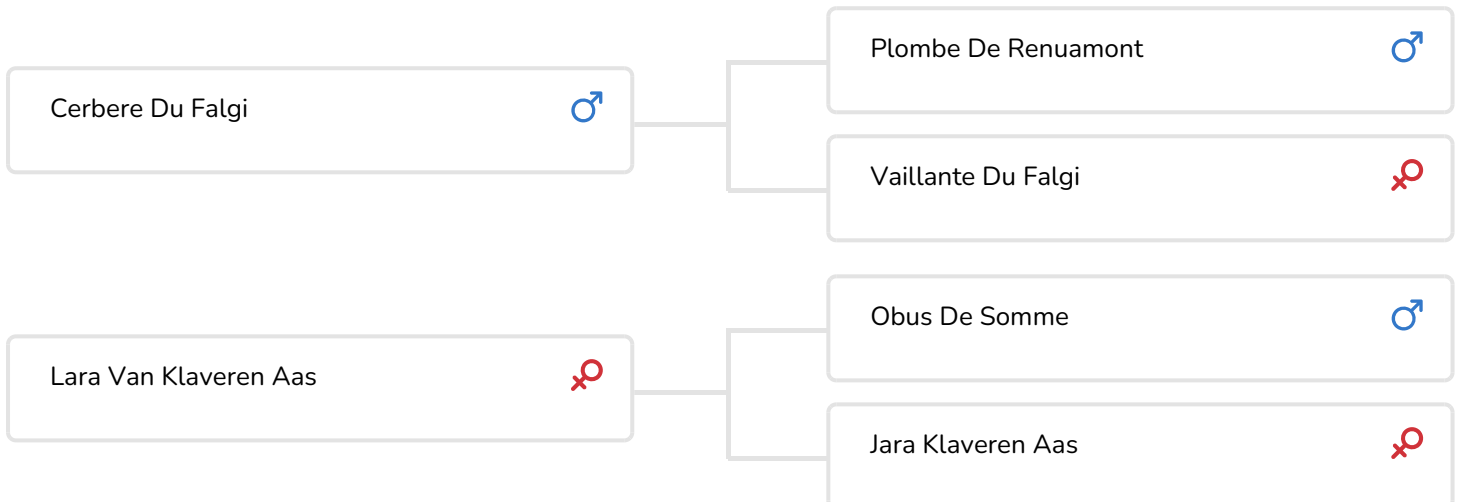 Plombe De Renuamont
Cerbere Du Falgi
Vaillante Du Falgi
Obus De Somme
Lara Van Klaveren Aas
Jara Klaveren Aas